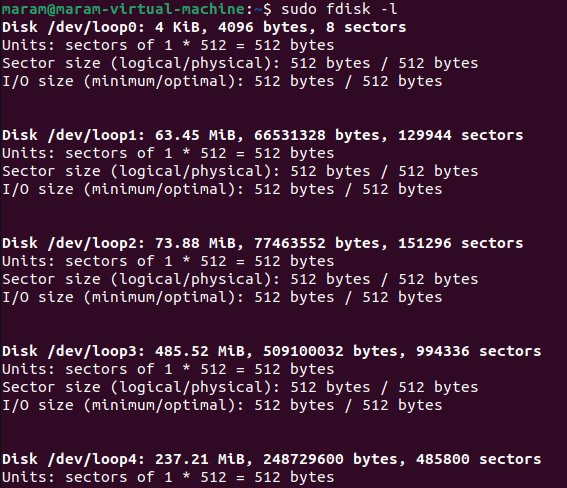 maram@maram-virtual-machine:~$ sudo fdisk -l
Disk /dev/loop0: 4 KiB, 4096 bytes, 8 sectors
Units: sectors of 1 * 512 = 512 bytes
Sector size (logical/physical): 512 bytes / 512 bytes
I/O size (minimum/optimal): 512 bytes / 512 bytes
Disk /dev/loop1: 63.45 MiB, 66531328 bytes, 129944 sectors
Units: sectors of 1 * 512 = 512 bytes
Sector size (logical/physical): 512 bytes / 512 bytes
I/O size (minimum/optimal): 512 bytes / 512 bytes
Disk /dev/loop2: 73.88 MiB, 77463552 bytes, 151296 sectors
Units: sectors of 1 * 512 = 512 bytes
Sector size (logical/physical): 512 bytes / 512 bytes
I/O size (minimum/optimal): 512 bytes / 512 bytes
Disk /dev/loop3: 485.52 MiB, 509100032 bytes, 994336 sectors
Units: sectors of 1 * 512 = 512 bytes
Sector size (logical/physical): 512 bytes / 512 bytes
I/O size (minimum/optimal): 512 bytes / 512 bytes
Disk /dev/loop4: 237.21 MiB, 248729600 bytes, 485800 sectors
Units: sectors of 1 * 512 = 512 bytes